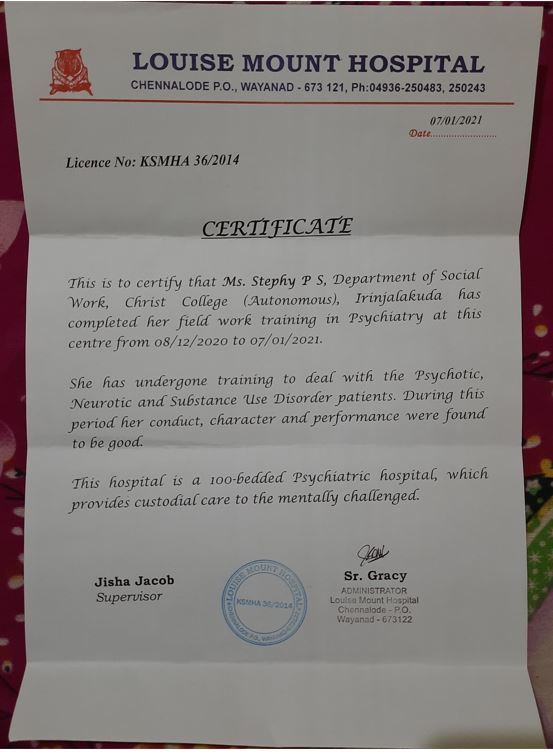 LOUISE MOUNT HOSPITAL
CHENNALODE P.O., WAYANAD - 673 121, Ph:04936-250483, 250243
07/01/2021
Date..........................
Licence No: KSMHA 36/2014
CERTIFICATE
This is to certify that Ms. Stephy P S, Department of Social
Work, Christ College (Autonomous), Irinjalakuda has
completed her field work training in Psychiatry at this
centre from 08/12/2020 to 07/01/2021.
She has undergone training to deal with the Psychotic,
Neurotic and Substance Use Disorder patients. During this
period her conduct, character and performance were found
to be good.
This hospital is a 100-bedded Psychiatric hospital, which
provides custodial care to the mentally challenged.
Jisha Jacob
Supervisor
LOUISE MOUNT HOSPITAL
KSMHA 36/2014
CHENNALODE P.O., WAYANAD
Sr. Gracy
ADMINISTRATOR
Louise Mount Hospital
Chennalode - P.O.
Wayanad - 673122